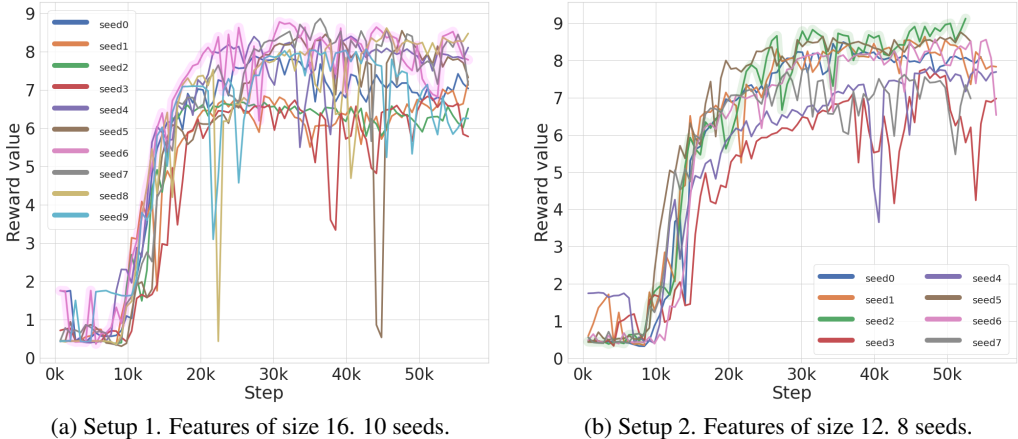 9
8
7
6
5
4
3
2
1
0
Reward value
seed0
seed1
seed2
seed3
seed4
seed5
seed6
seed7
seed8
seed9
0k 10k 20k 30k 40k 50k
Step
(a) Setup 1. Features of size 16. 10 seeds.
9
8
7
6
5
4
3
2
1
0
Reward value
seed0 seed4
seed1 seed5
seed2 seed6
seed3 seed7
0k 10k 20k 30k 40k 50k
Step
(b) Setup 2. Features of size 12. 8 seeds.